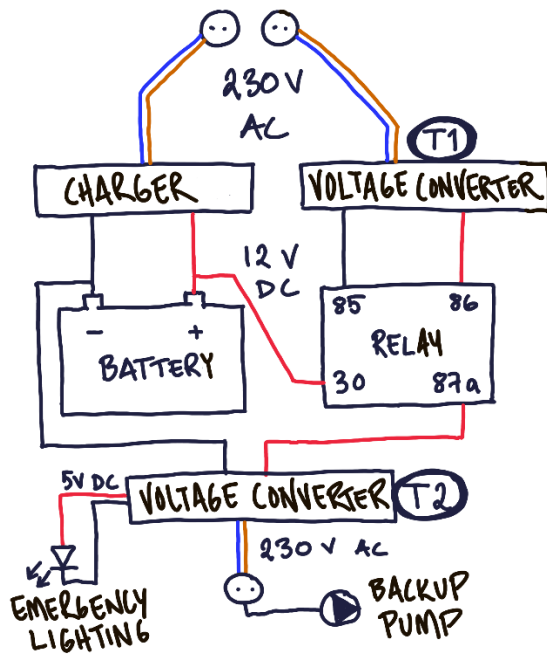 230 V
AC
T1
CHARGER
VOLTAGE CONVERTER
12 V
DC
85
86
RELAY
30
87a
-
+
BATTERY
5V DC
VOLTAGE CONVERTER
T2
230 V AC
EMERGENCY
LIGHTING
BACKUP
PUMP